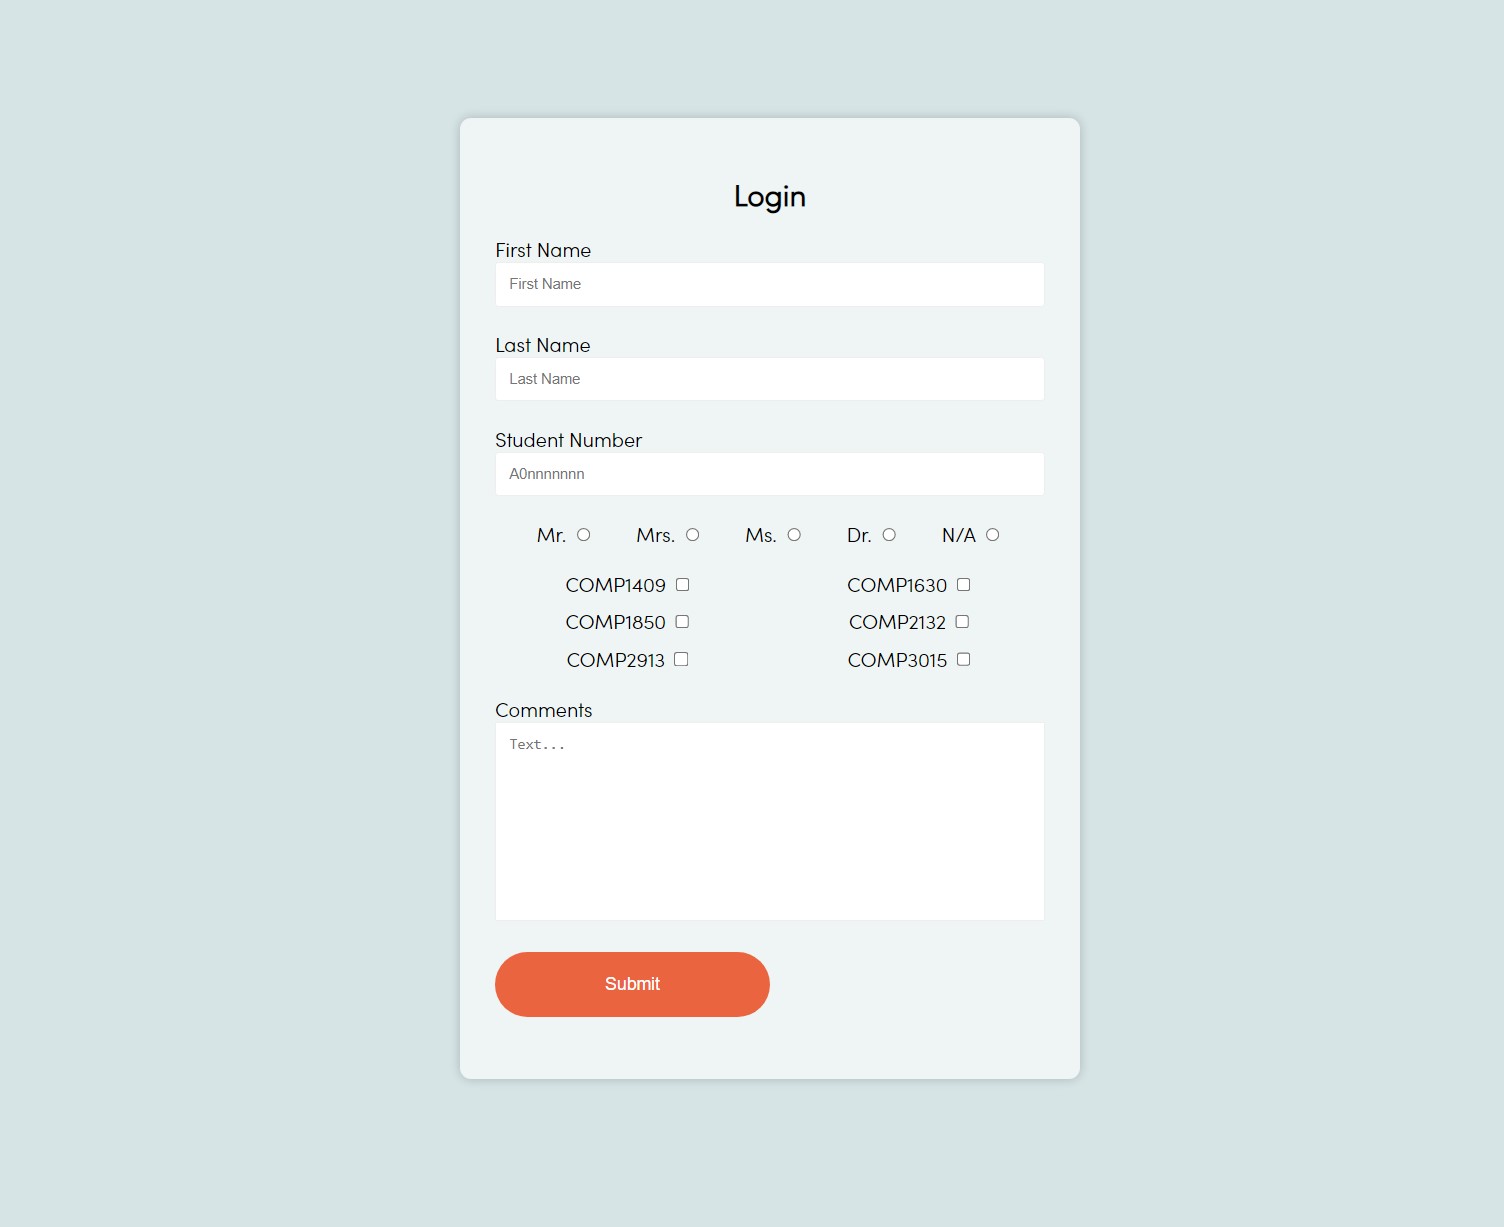 Login
First Name
First Name
Last Name
Last Name
Student Number
A0nnnnnnn
Mr. Mrs. Ms. Dr. N/A
COMP1409 COMP1630
COMP1850 COMP2132
COMP2913 COMP3015
Comments
Text...
Submit